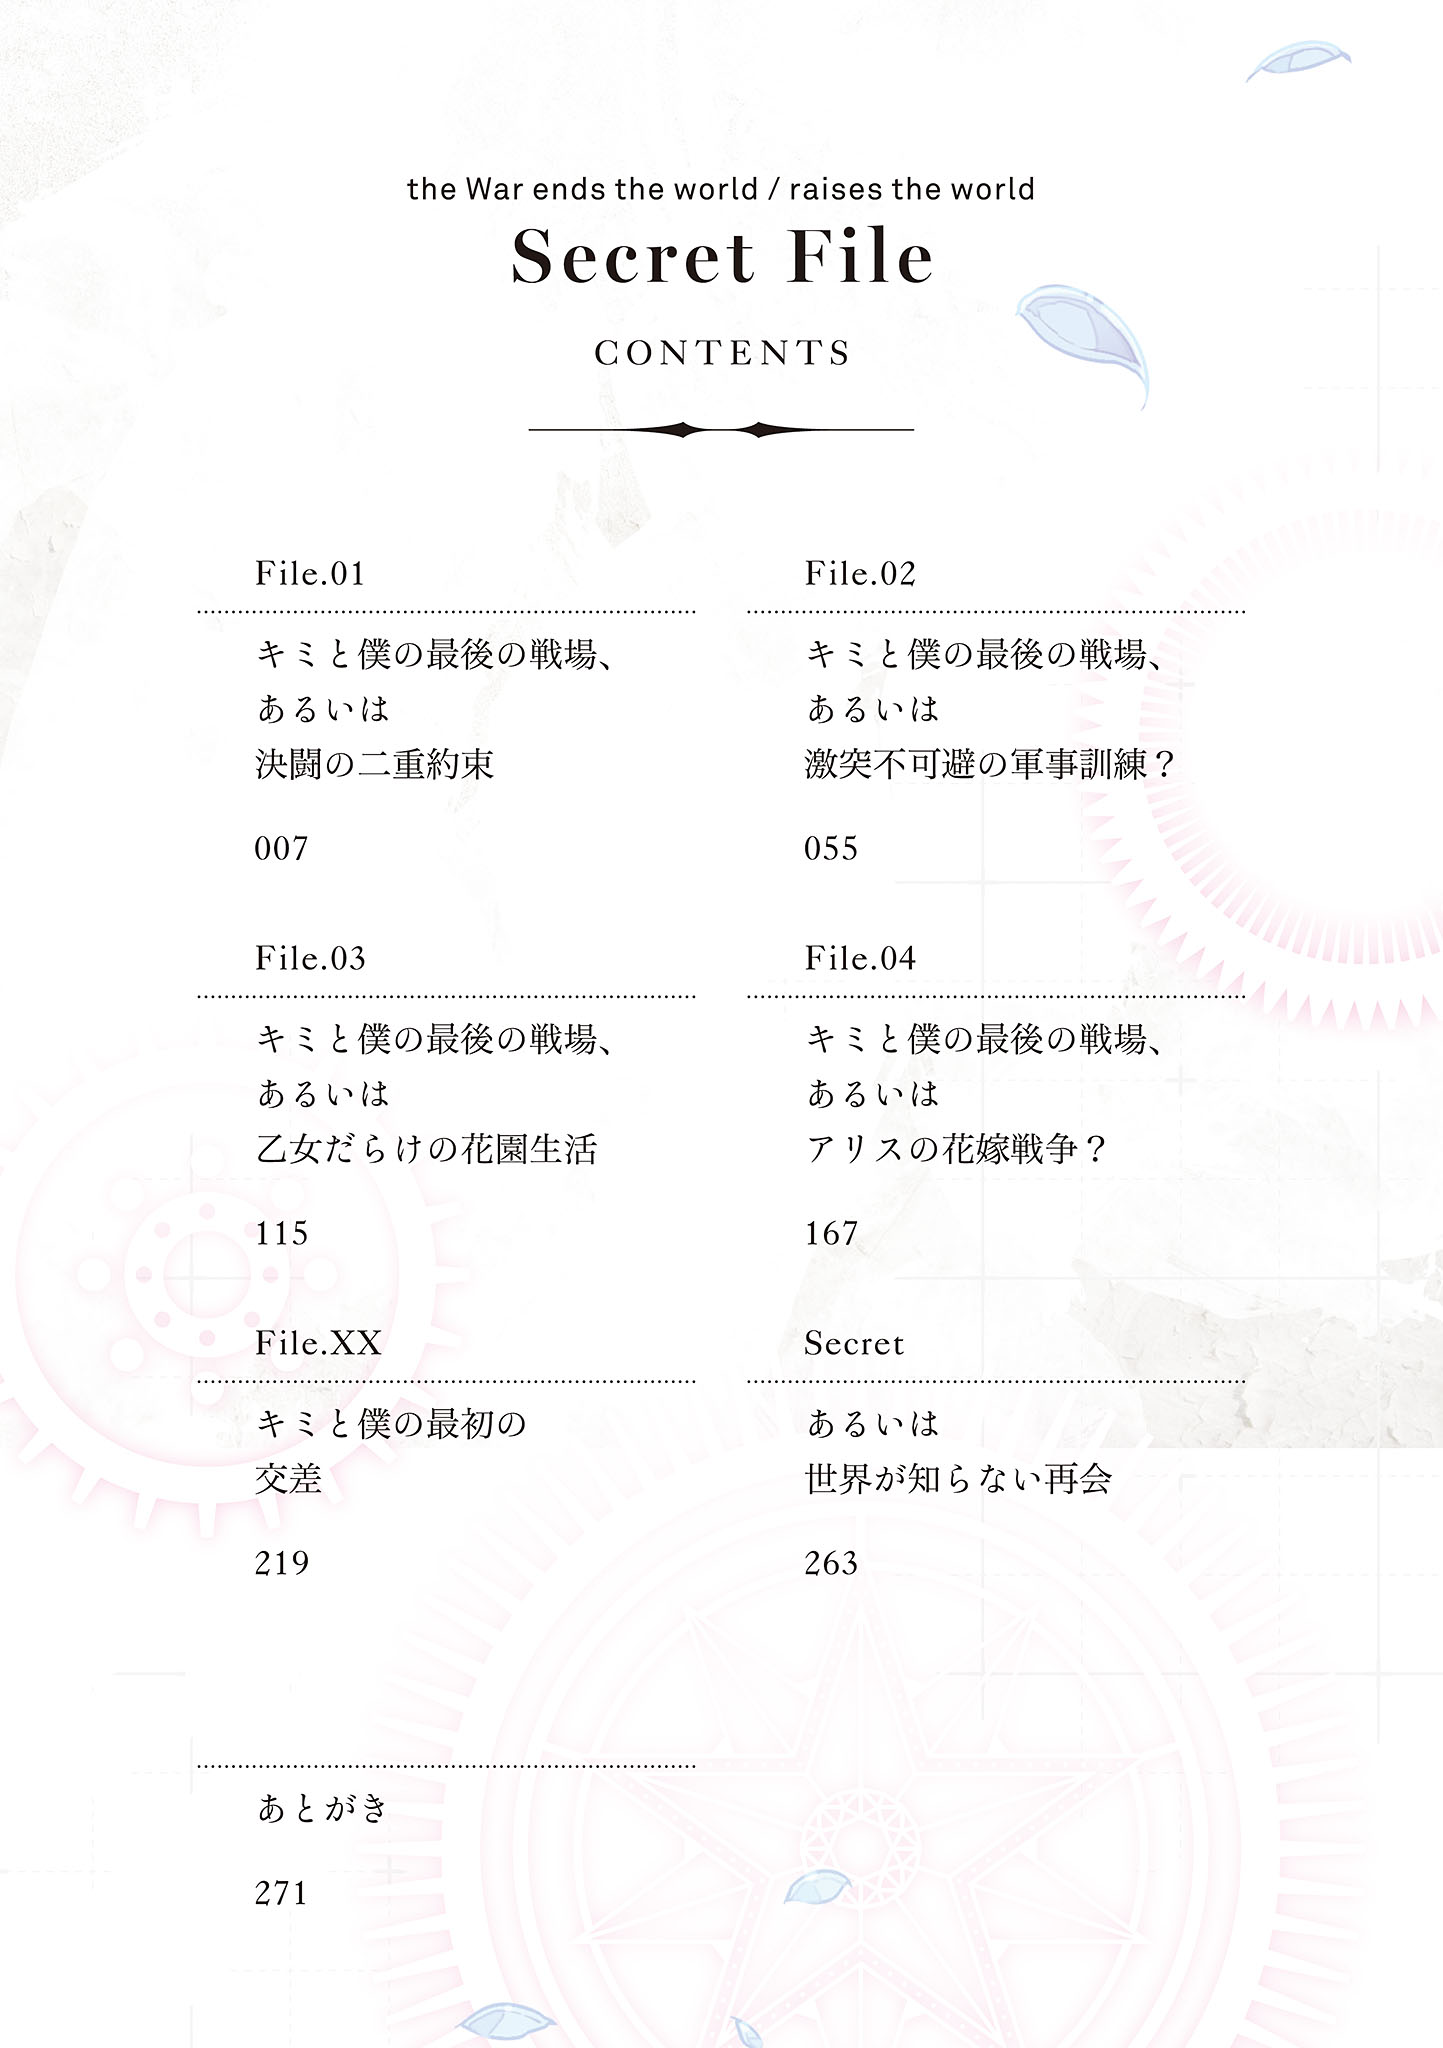 the War ends the world / raises the world
Secret File
CONTENTS
File.01
キミと僕の最後の戦場、
あるいは
決闘の二重約束
007
File.02
キミと僕の最後の戦場、
あるいは
激突不可避の軍事訓練？
055
File.03
キミと僕の最後の戦場、
あるいは
乙女だらけの花園生活
115
File.04
キミと僕の最後の戦場、
あるいは
アリスの花嫁戦争？
167
File.XX
キミと僕の最初の
交差
219
Secret
あるいは
世界が知らない再会
263
あとがき
271